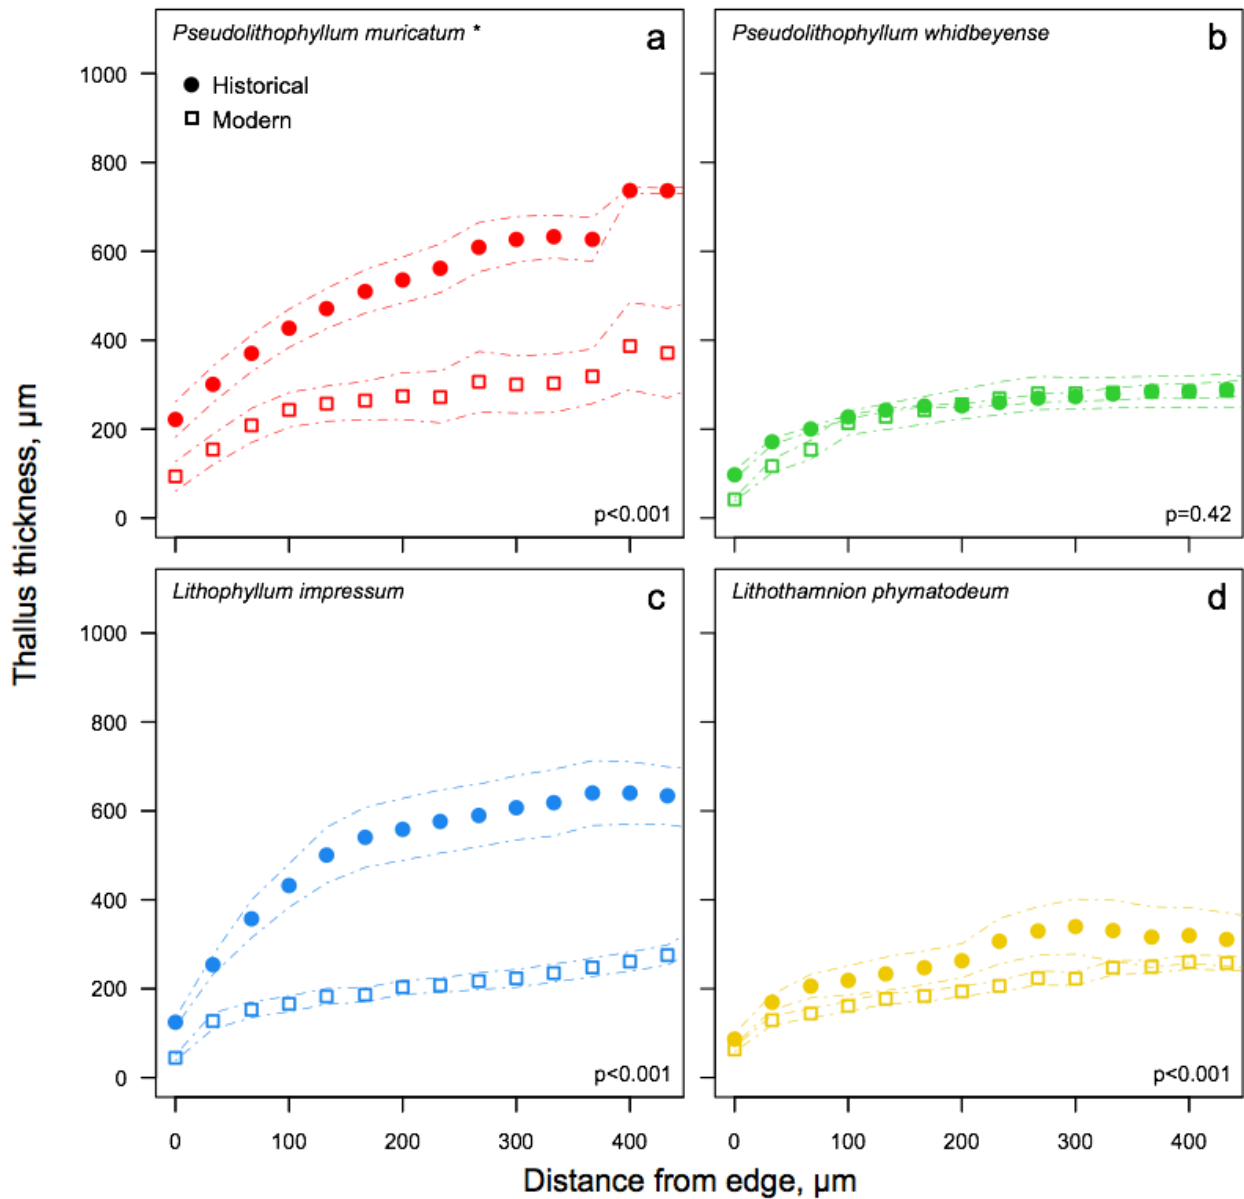 Pseudolithophyllum muricatum * a
Historical
Modern
1000
800
600
400
200
0
p<0.001
Pseudolithophyllum whidbeyense b
p=0.42
Thallus thickness, µm
Lithophyllum impressum c
1000
800
600
400
200
0
p<0.001
0 100 200 300 400
Lithothamnion phymatodeum d
p<0.001
0 100 200 300 400
Distance from edge, µm